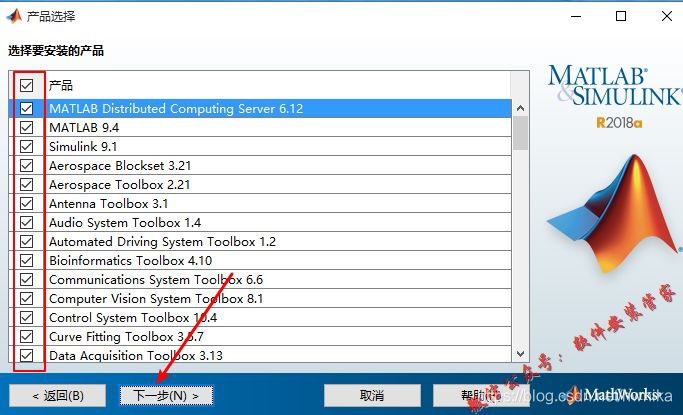 产品选择
选择要安装的产品
产品
MATLAB Distributed Computing Server 6.12
MATLAB 9.4
Simulink 9.1
Aerospace Blockset 3.21
Aerospace Toolbox 2.21
Antenna Toolbox 3.1
Audio System Toolbox 1.4
Automated Driving System Toolbox 1.2
Bioinformatics Toolbox 4.10
Communications System Toolbox 6.6
Computer Vision System Toolbox 8.1
Control System Toolbox 10.4
Curve Fitting Toolbox 3.5.7
Data Acquisition Toolbox 3.13
MATLAB®
&SIMULINK®
R2018a
微信公众号：软件安装管家
< 返回(B)
下一步(N) >
取消
帮助(H)
MathWorks